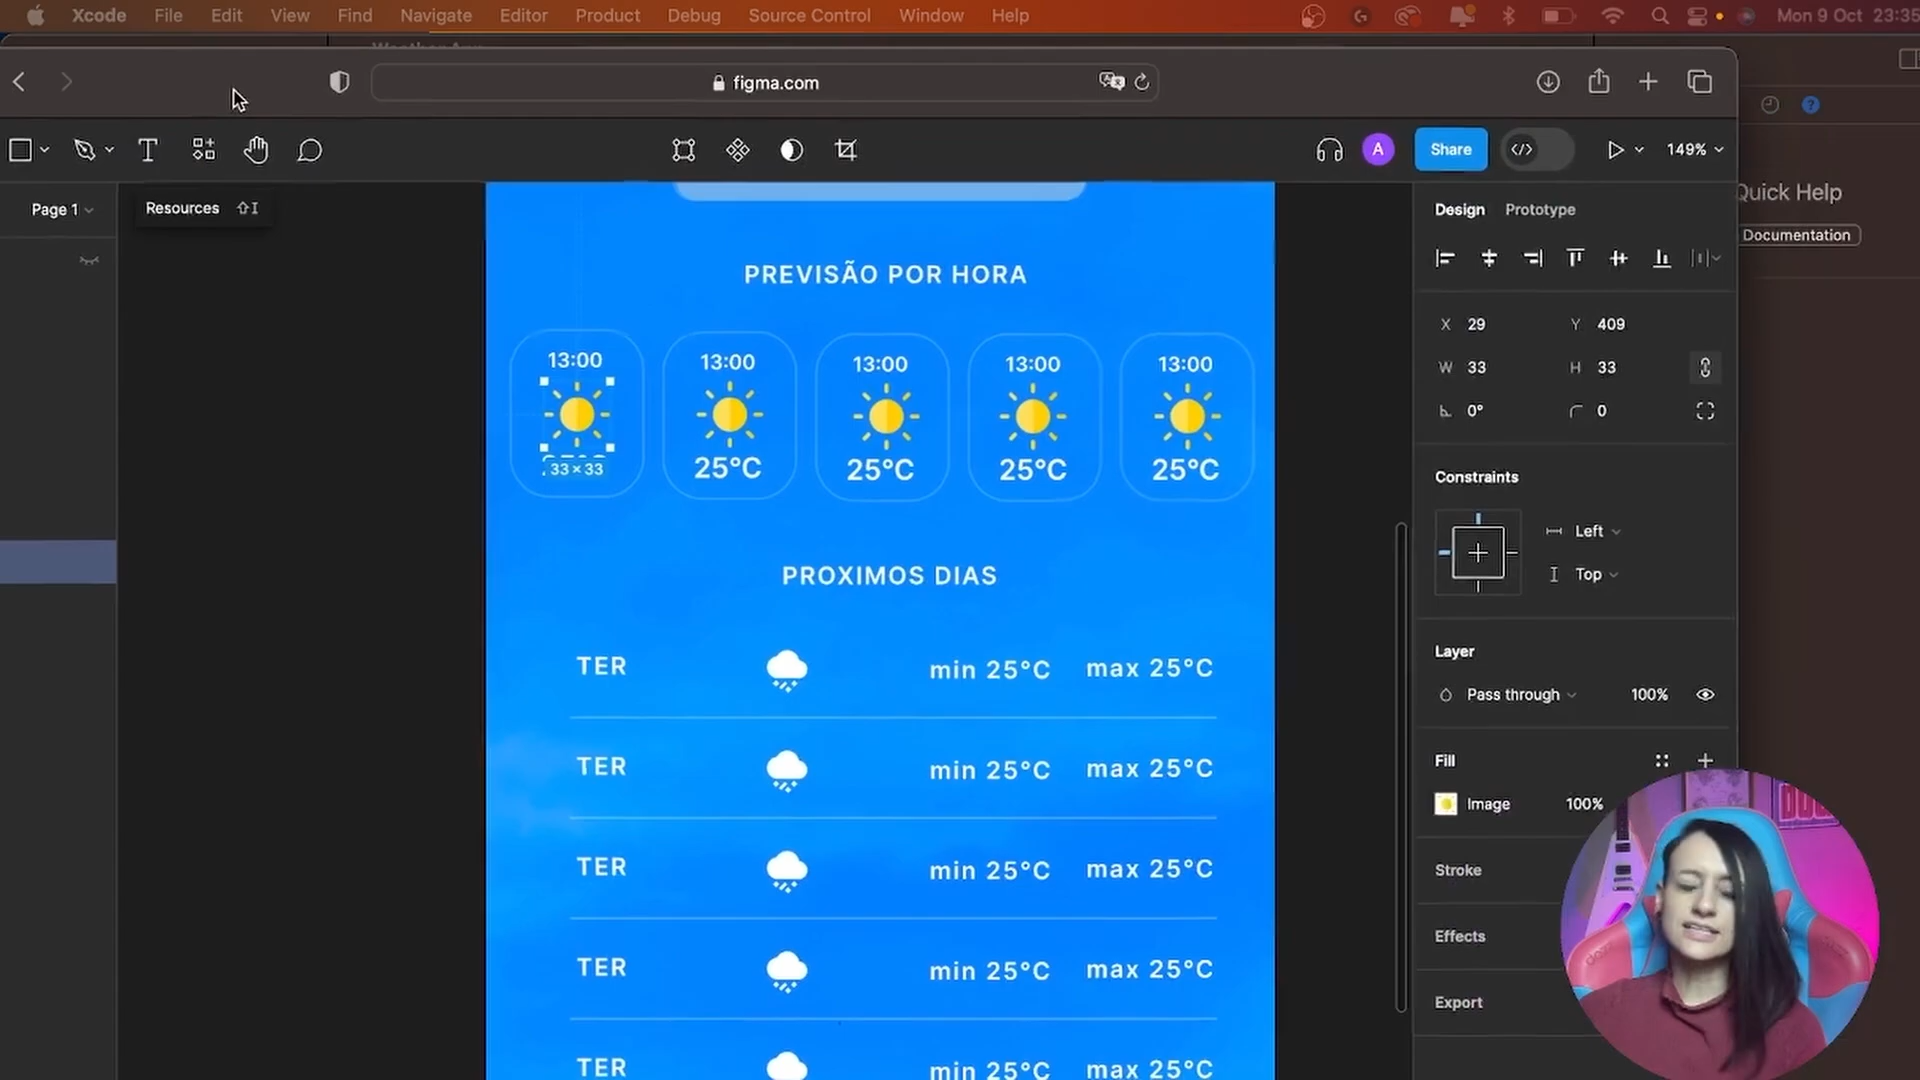 Xcode File Edit View Find Navigate Editor Product Debug Source Control Window Help Mon 9 Oct 23:35
figma.com
Share 149%
A
Page 1
Resources ⇧I
Design Prototype
Quick Help
Documentation
PREVISÃO POR HORA
13:00 13:00 13:00 13:00 13:00
33 × 33 25°C 25°C 25°C 25°C
X 29 Y 409
W 33 H 33
0° 0
Constraints
Left
Top
PROXIMOS DIAS
TER min 25°C max 25°C
TER min 25°C max 25°C
TER min 25°C max 25°C
TER min 25°C max 25°C
TER min 25°C max 25°C
Layer
Pass through 100%
Fill
Image 100%
Stroke
Effects
Export